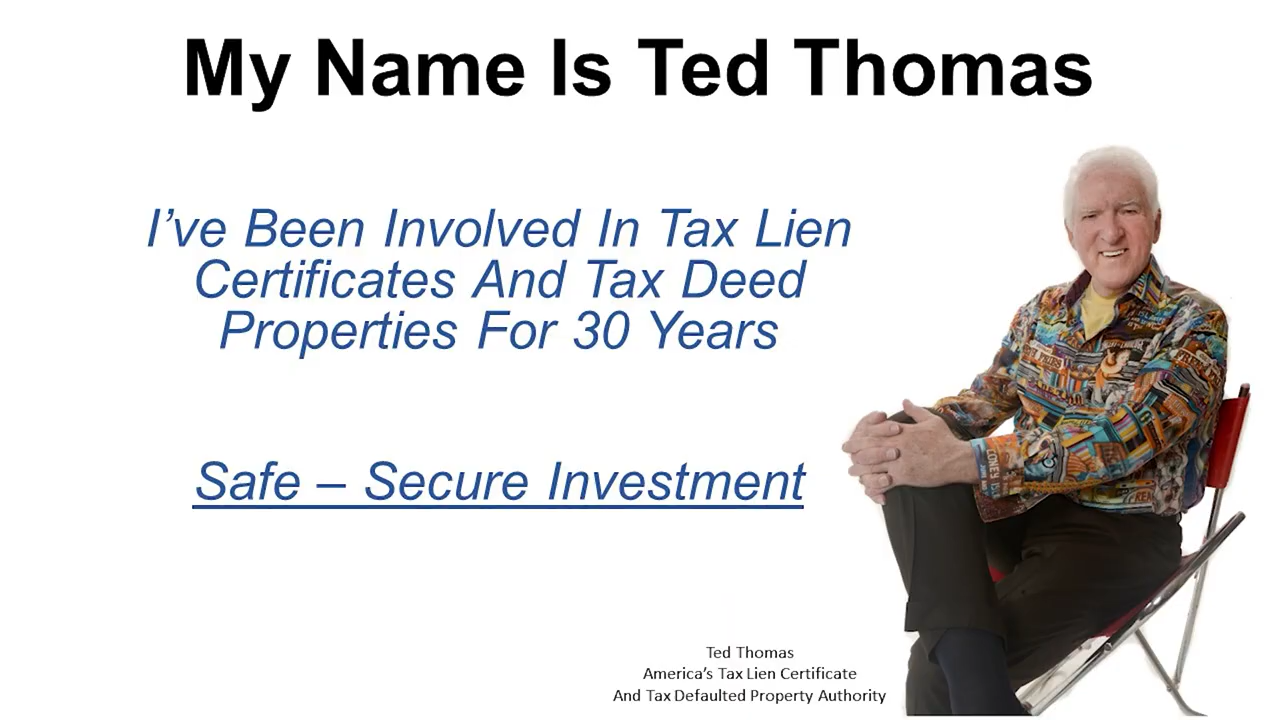 My Name Is Ted Thomas
I’ve Been Involved In Tax Lien
Certificates And Tax Deed
Properties For 30 Years
Safe – Secure Investment
Ted Thomas
America’s Tax Lien Certificate
And Tax Defaulted Property Authority